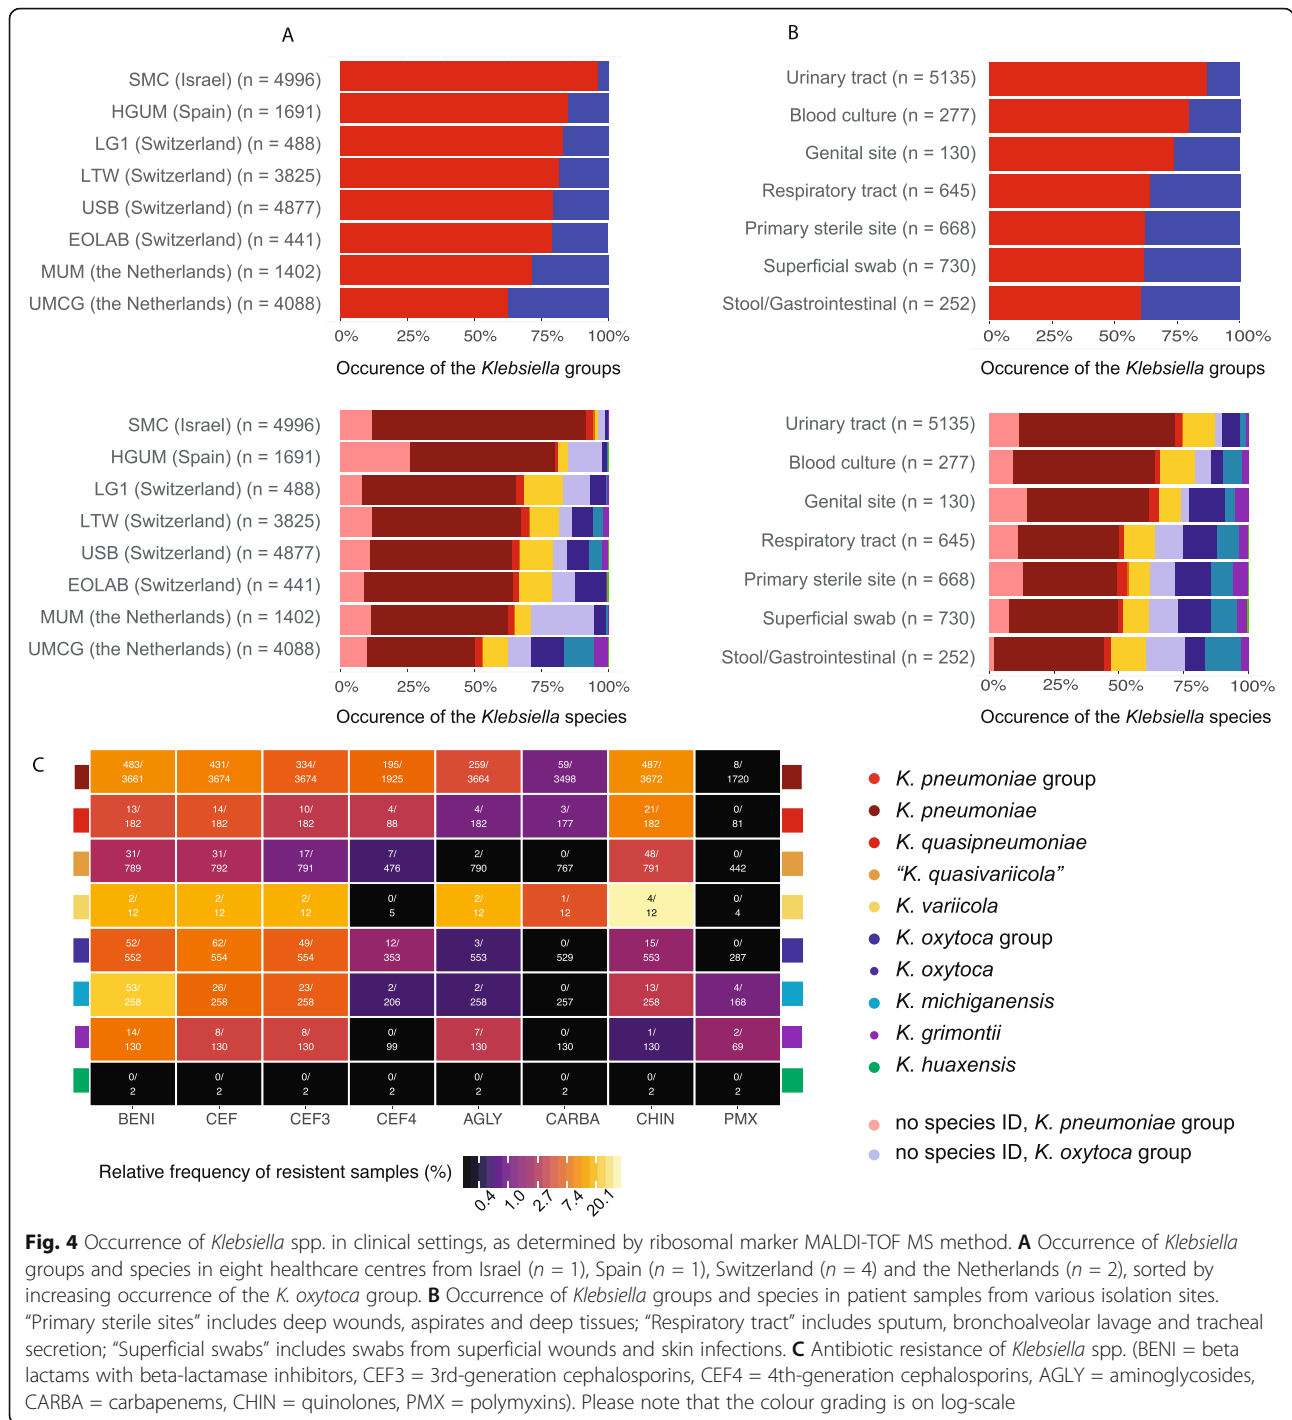 A
SMC (Israel) (n = 4996)
HGUM (Spain) (n = 1691)
LG1 (Switzerland) (n = 488)
LTW (Switzerland) (n = 3825)
USB (Switzerland) (n = 4877)
EOLAB (Switzerland) (n = 441)
MUM (the Netherlands) (n = 1402)
UMCG (the Netherlands) (n = 4088)
0% 25% 50% 75% 100%
Occurence of the Klebsiella groups
B
Urinary tract (n = 5135)
Blood culture (n = 277)
Genital site (n = 130)
Respiratory tract (n = 645)
Primary sterile site (n = 668)
Superficial swab (n = 730)
Stool/Gastrointestinal (n = 252)
0% 25% 50% 75% 100%
Occurence of the Klebsiella groups
SMC (Israel) (n = 4996)
HGUM (Spain) (n = 1691)
LG1 (Switzerland) (n = 488)
LTW (Switzerland) (n = 3825)
USB (Switzerland) (n = 4877)
EOLAB (Switzerland) (n = 441)
MUM (the Netherlands) (n = 1402)
UMCG (the Netherlands) (n = 4088)
0% 25% 50% 75% 100%
Occurence of the Klebsiella species
Urinary tract (n = 5135)
Blood culture (n = 277)
Genital site (n = 130)
Respiratory tract (n = 645)
Primary sterile site (n = 668)
Superficial swab (n = 730)
Stool/Gastrointestinal (n = 252)
0% 25% 50% 75% 100%
Occurence of the Klebsiella species
C
483/ 431/ 334/ 195/ 259/ 59/ 487/ 8/
3661 3674 3674 1925 3664 3498 3672 1720
13/ 14/ 10/ 4/ 4/ 3/ 21/ 0/
182 182 182 88 182 177 182 81
31/ 31/ 17/ 7/ 2/ 0/ 48/ 0/
789 792 791 476 790 767 791 442
2/ 2/ 2/ 0/ 2/ 1/ 4/ 0/
12 12 12 5 12 12 12 4
52/ 62/ 49/ 12/ 3/ 0/ 15/ 0/
552 554 554 353 553 529 553 287
53/ 26/ 23/ 2/ 2/ 0/ 13/ 4/
258 258 258 206 258 257 258 168
14/ 8/ 8/ 0/ 7/ 0/ 1/ 2/
130 130 130 99 130 130 130 69
0/ 0/ 0/ 0/ 0/ 0/ 0/ 0/
2 2 2 2 2 2 2 2
BENI CEF CEF3 CEF4 AGLY CARBA CHIN PMX
Relative frequency of resistent samples (%)
0.4 1.0 2.7 7.4 20.1
K. pneumoniae group
K. pneumoniae
K. quasipneumoniae
“K. quasivariicola”
K. variicola
K. oxytoca group
K. oxytoca
K. michiganensis
K. grimontii
K. huaxensis
no species ID, K. pneumoniae group
no species ID, K. oxytoca group
Fig. 4 Occurrence of Klebsiella spp. in clinical settings, as determined by ribosomal marker MALDI-TOF MS method. A Occurrence of Klebsiella
groups and species in eight healthcare centres from Israel (n = 1), Spain (n = 1), Switzerland (n = 4) and the Netherlands (n = 2), sorted by
increasing occurrence of the K. oxytoca group. B Occurrence of Klebsiella groups and species in patient samples from various isolation sites.
“Primary sterile sites” includes deep wounds, aspirates and deep tissues; “Respiratory tract” includes sputum, bronchoalveolar lavage and tracheal
secretion; “Superficial swabs” includes swabs from superficial wounds and skin infections. C Antibiotic resistance of Klebsiella spp. (BENI = beta
lactams with beta-lactamase inhibitors, CEF3 = 3rd-generation cephalosporins, CEF4 = 4th-generation cephalosporins, AGLY = aminoglycosides,
CARBA = carbapenems, CHIN = quinolones, PMX = polymyxins). Please note that the colour grading is on log-scale